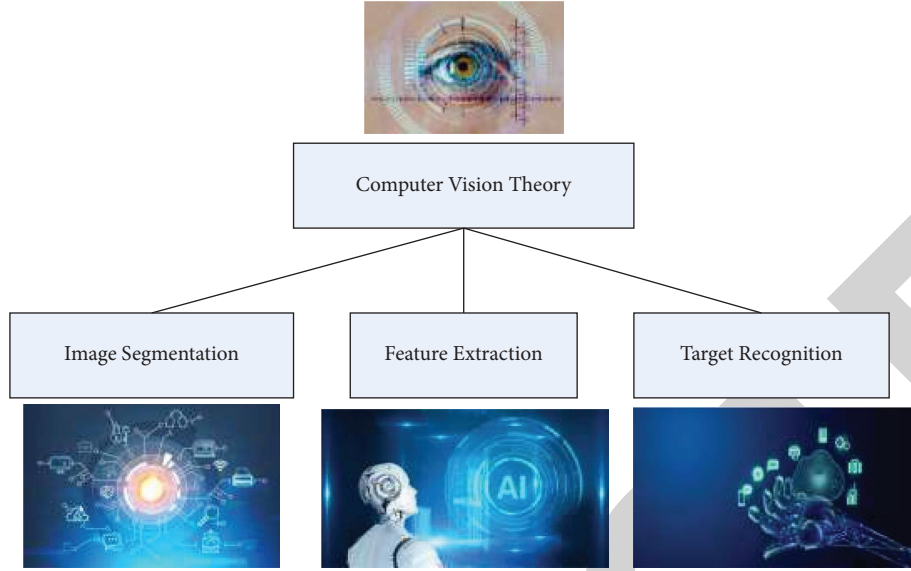 Computer Vision Theory
Image Segmentation
Feature Extraction
Target Recognition
AI